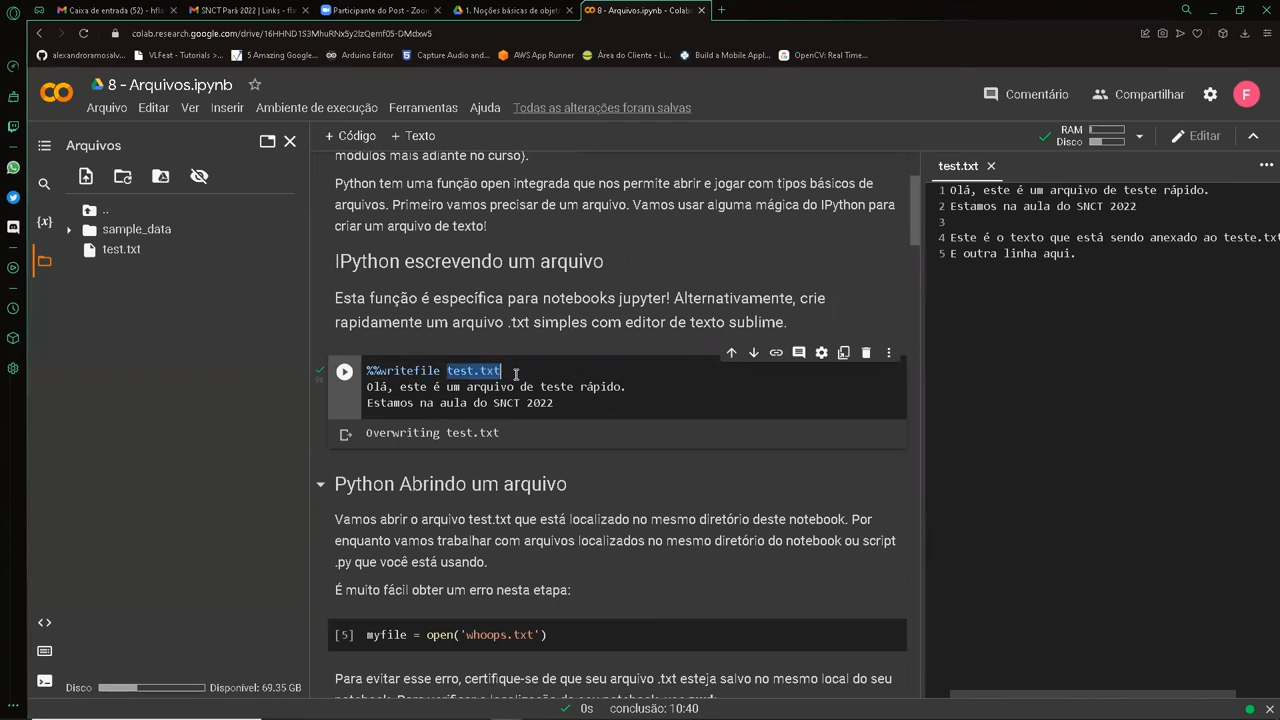 Caixa de entrada (52) - hfla
SNCT Pará 2022 | Links - fla
Participante do Post - Zoom
1. Noções básicas de objeto
8 - Arquivos.ipynb - Colab
colab.research.google.com/drive/
alexandroramosalv...
VLFeat - Tutorials >...
5 Amazing Google...
Arduino Editor
Capture Audio and...
AWS App Runner
Área do Cliente - Li...
Build a Mobile Appl...
OpenCV: Real Time...
8 - Arquivos.ipynb
Arquivo Editar Ver Inserir Ambiente de execução Ferramentas Ajuda Todas as alterações foram salvas
Comentário
Compartilhar
F
Arquivos
+ Código + Texto
RAM
Disco
Editar
..
sample_data
test.txt
{x}
módulos mais adiante no curso).
Python tem uma função open integrada que nos permite abrir e jogar com tipos básicos de
arquivos. Primeiro vamos precisar de um arquivo. Vamos usar alguma mágica do IPython para
criar um arquivo de texto!
IPython escrevendo um arquivo
Esta função é específica para notebooks jupyter! Alternativamente, crie
rapidamente um arquivo .txt simples com editor de texto sublime.
0s
%%writefile test.txt
Olá, este é um arquivo de teste rápido.
Estamos na aula do SNCT 2022
Overwriting test.txt
Python Abrindo um arquivo
Vamos abrir o arquivo test.txt que está localizado no mesmo diretório deste notebook. Por
enquanto vamos trabalhar com arquivos localizados no mesmo diretório do notebook ou script
.py que você está usando.
É muito fácil obter um erro nesta etapa:
[5] myfile = open('whoops.txt')
Para evitar esse erro, certifique-se de que seu arquivo .txt esteja salvo no mesmo local do seu
test.txt
1 Olá, este é um arquivo de teste rápido.
2 Estamos na aula do SNCT 2022
3
4 Este é o texto que está sendo anexado ao teste.txt
5 E outra linha aqui.
Disco
Disponível: 69.35 GB
0s conclusão: 10:40